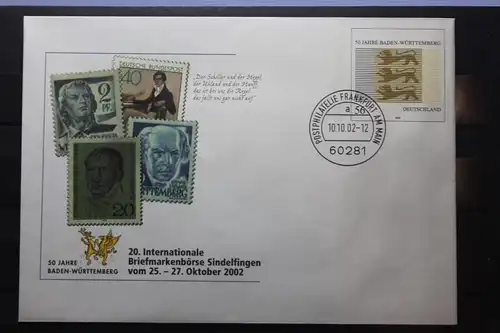 50 JAHRE BADEN-WÜRTTEMBERG
DEUTSCHLAND
POSTPHILATELIE FRANKFURT AM MAIN
a 56
10.10.02-12
60281
DEUTSCHE BUNDESPOST
40
2
20
„Der Schiller und der Hegel,
der Uhland und der Hauff,
das ist bei uns die Regel,
das fällt uns gar nicht auf“
50 JAHRE
BADEN-WÜRTTEMBERG
20. Internationale
Briefmarkenbörse Sindelfingen
vom 25. – 27. Oktober 2002